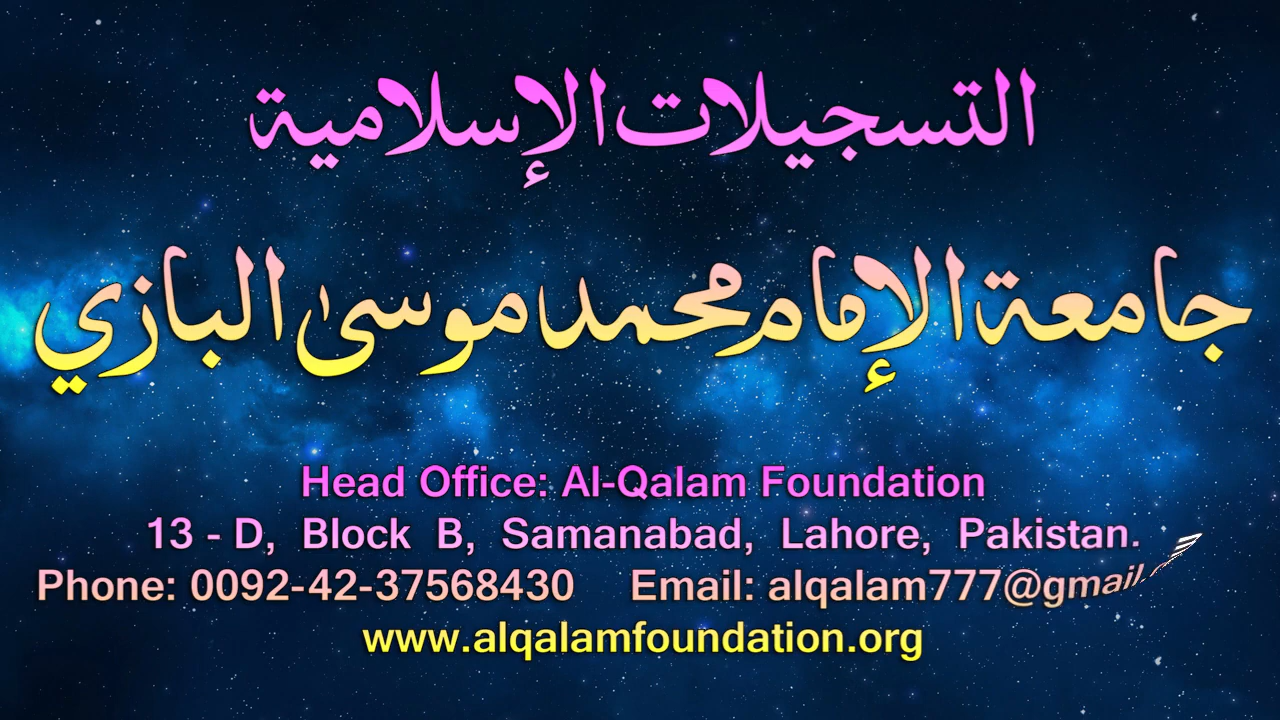 التسجيلات الإسلامية
جامعة الإمام محمد موسىٰ البازي
Head Office: Al-Qalam Foundation
13 - D, Block B, Samanabad, Lahore, Pakistan.
Phone: 0092-42-37568430 Email: alqalam777@gmail
www.alqalamfoundation.org